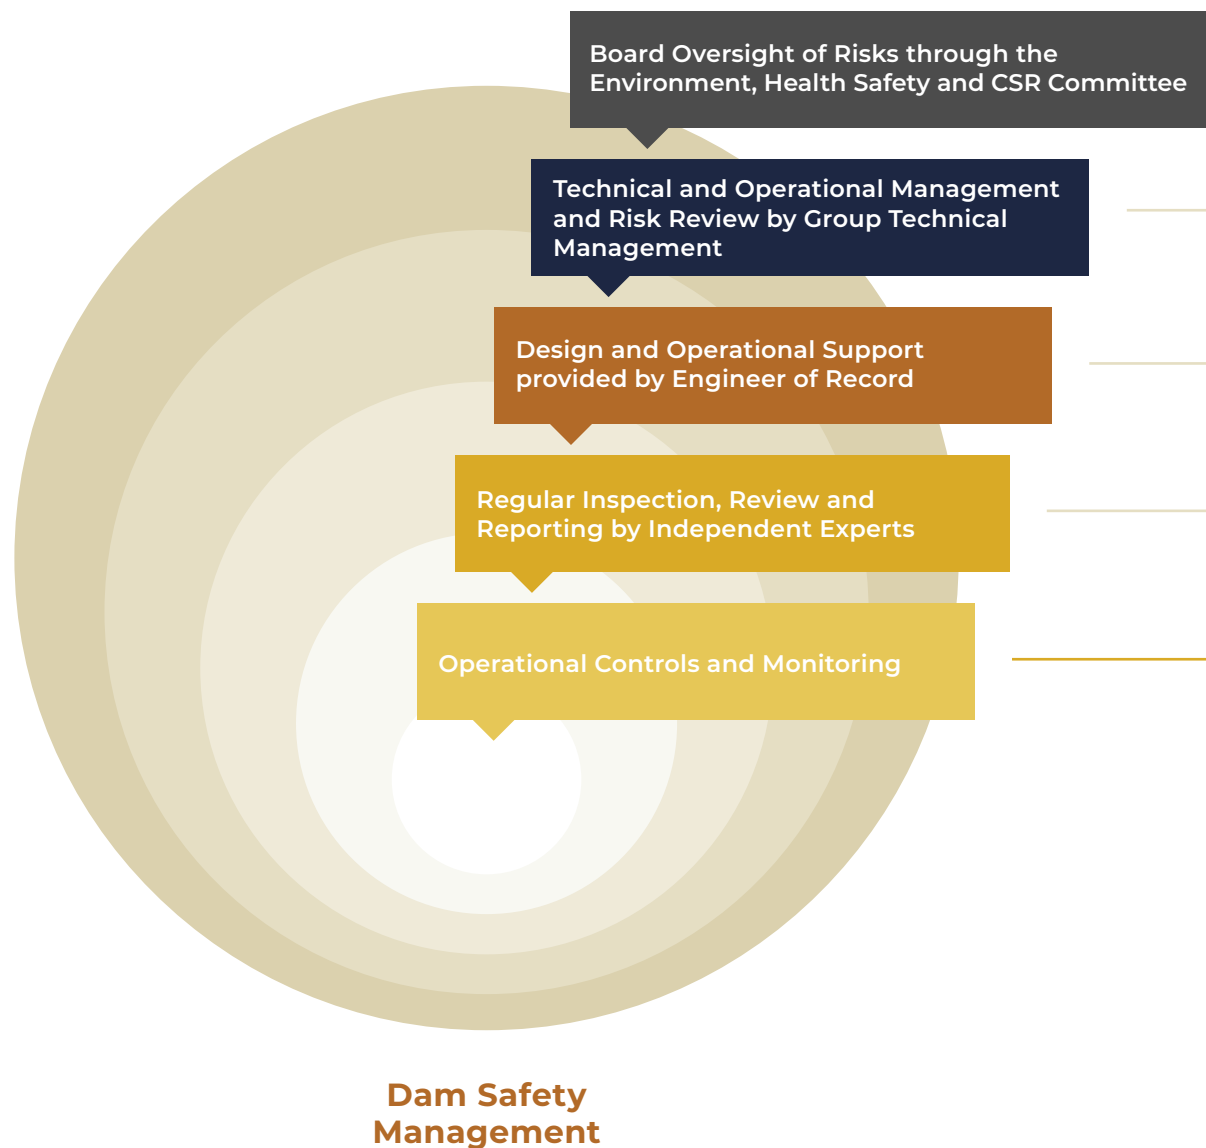 Board Oversight of Risks through the
Environment, Health Safety and CSR Committee
Technical and Operational Management
and Risk Review by Group Technical
Management
Design and Operational Support
provided by Engineer of Record
Regular Inspection, Review and
Reporting by Independent Experts
Operational Controls and Monitoring
Dam Safety
Management